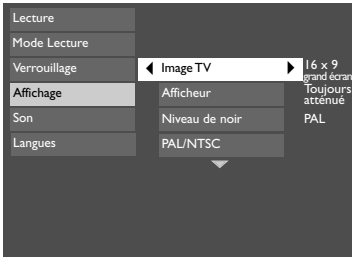 Lecture
Mode Lecture
Verrouillage
Affichage
Son
Langues
Image TV
Afficheur
Niveau de noir
PAL/NTSC
16 x 9
grand écran
Toujours
atténué
PAL